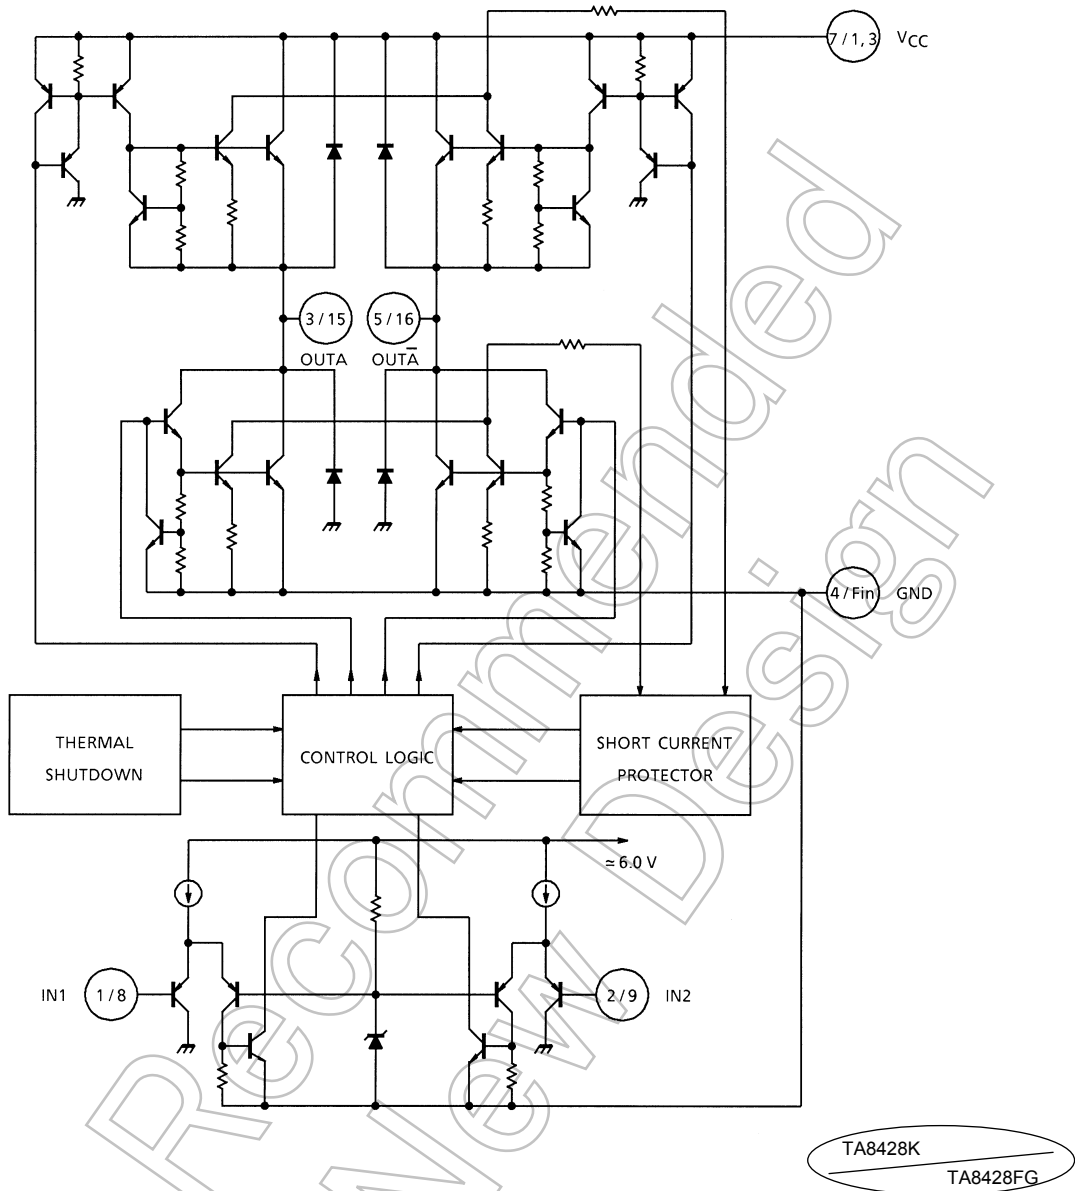 7 / 1, 3 VCC
3 / 15 5 / 16
OUTA OUTA̅
4 / Fin GND
THERMAL
SHUTDOWN
CONTROL LOGIC
SHORT CURRENT
PROTECTOR
≃ 6.0 V
IN1 1 / 8 2 / 9 IN2
Not Recommended
for New Design
TA8428K
TA8428FG